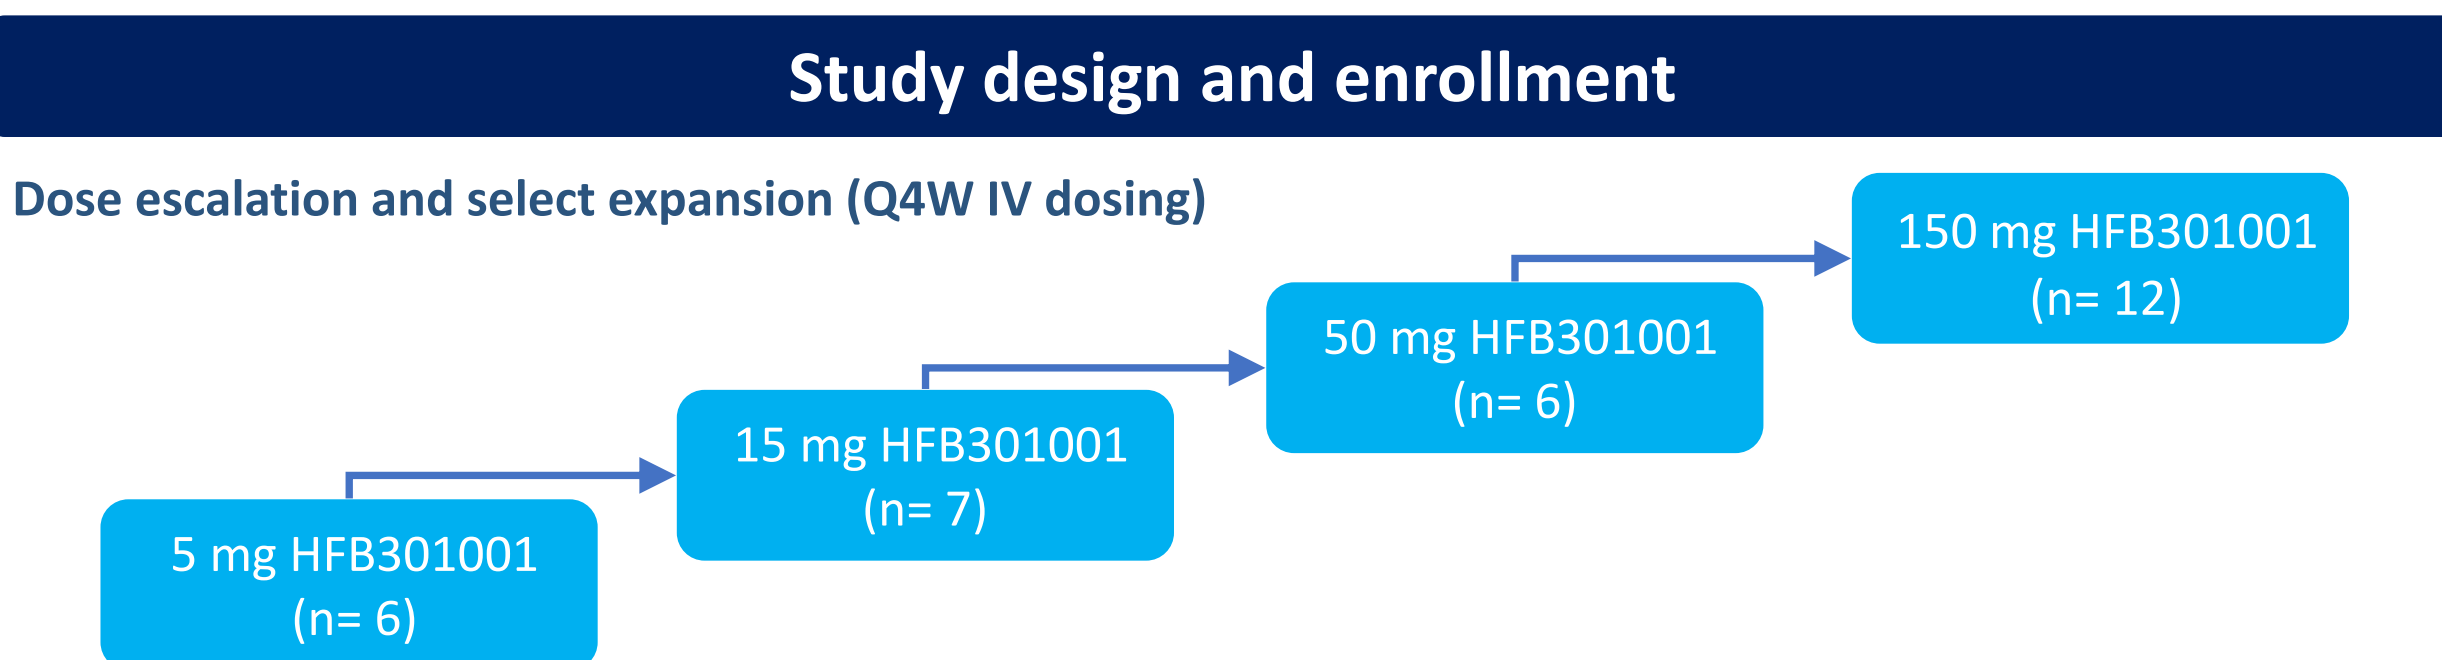 Study design and enrollment
Dose escalation and select expansion (Q4W IV dosing)
150 mg HFB301001
(n= 12)
50 mg HFB301001
(n= 6)
15 mg HFB301001
(n= 7)
5 mg HFB301001
(n= 6)